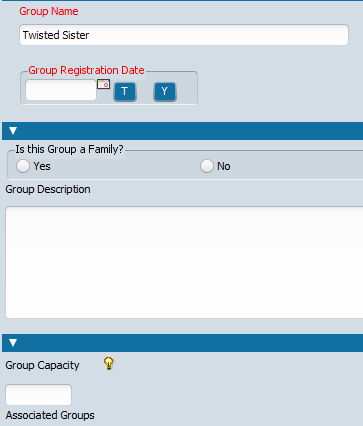 Group Name
Twisted Sister
Group Registration Date
T Y
▼
Is this Group a Family?
Yes No
Group Description
▼
Group Capacity
Associated Groups